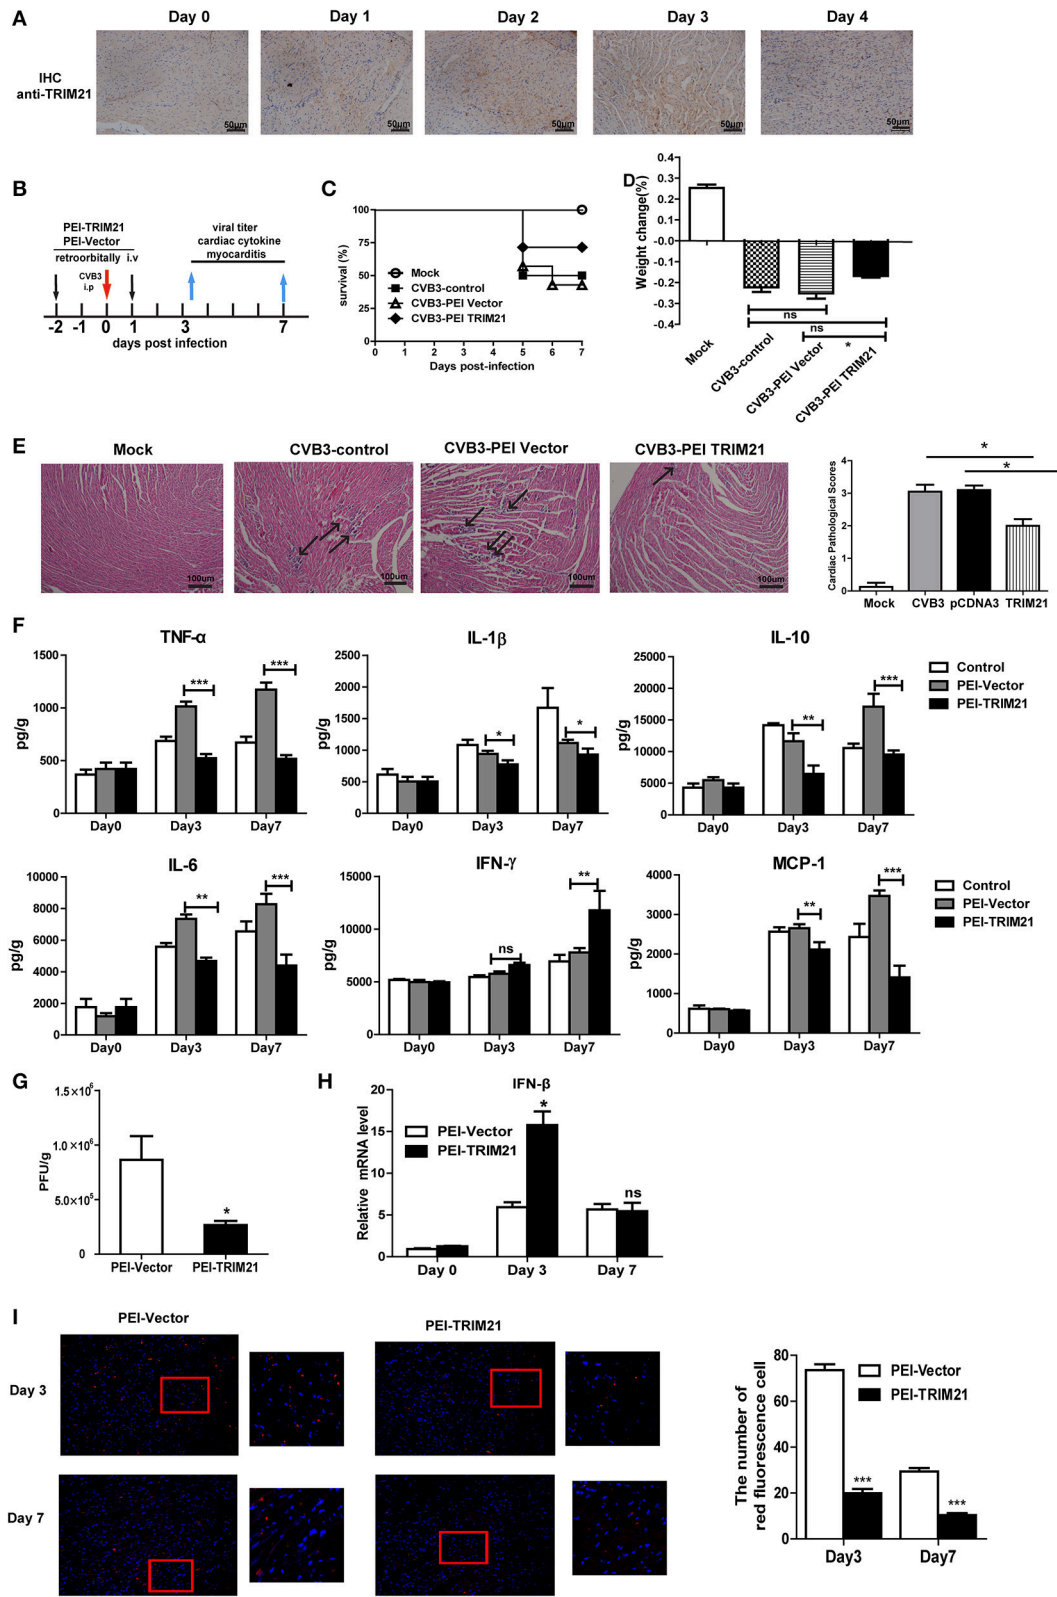 A
Day 0
Day 1
Day 2
Day 3
Day 4
IHC
anti-TRIM21
50μm
50μm
50μm
50μm
50μm
B
PEI-TRIM21
PEI-Vector
retroorbitally i.v
CVB3
i.p
viral titer
cardiac cytokine
myocarditis
-2 -1 0 1 3 7
days post infection
C
survival (%)
100
75
50
25
0
Mock
CVB3-control
CVB3-PEI Vector
CVB3-PEI TRIM21
0 1 2 3 4 5 6 7
Days post-infection
D
Weight change(%)
0.4
0.3
0.2
0.1
-0.0
-0.1
-0.2
-0.3
-0.4
ns
ns
*
Mock
CVB3-control
CVB3-PEI Vector
CVB3-PEI TRIM21
E
Mock
CVB3-control
CVB3-PEI Vector
CVB3-PEI TRIM21
100um
100um
100um
100um
Cardiac Pathological Scores
4
3
2
1
0
*
*
Mock CVB3 pCDNA3 TRIM21
F
TNF-α
pg/g
1500
1000
500
0
***
***
Day0 Day3 Day7
IL-1β
pg/g
2500
2000
1500
1000
500
0
*
*
Day0 Day3 Day7
IL-10
pg/g
25000
20000
15000
10000
5000
0
**
***
Day0 Day3 Day7
Control
PEI-Vector
PEI-TRIM21
IL-6
pg/g
10000
8000
6000
4000
2000
0
**
***
Day0 Day3 Day7
IFN-γ
pg/g
15000
10000
5000
0
ns
**
Day0 Day3 Day7
MCP-1
pg/g
4000
3000
2000
1000
0
**
***
Day0 Day3 Day7
Control
PEI-Vector
PEI-TRIM21
G
PFU/g
1.5×10⁶
1.0×10⁶
5.0×10⁵
0
*
PEI-Vector PEI-TRIM21
H
IFN-β
Relative mRNA level
20
15
10
5
0
PEI-Vector
PEI-TRIM21
*
ns
Day 0 Day 3 Day 7
I
PEI-Vector
PEI-TRIM21
Day 3
Day 7
The number of
red fluorescence cell
80
60
40
20
0
PEI-Vector
PEI-TRIM21
***
***
Day3 Day7